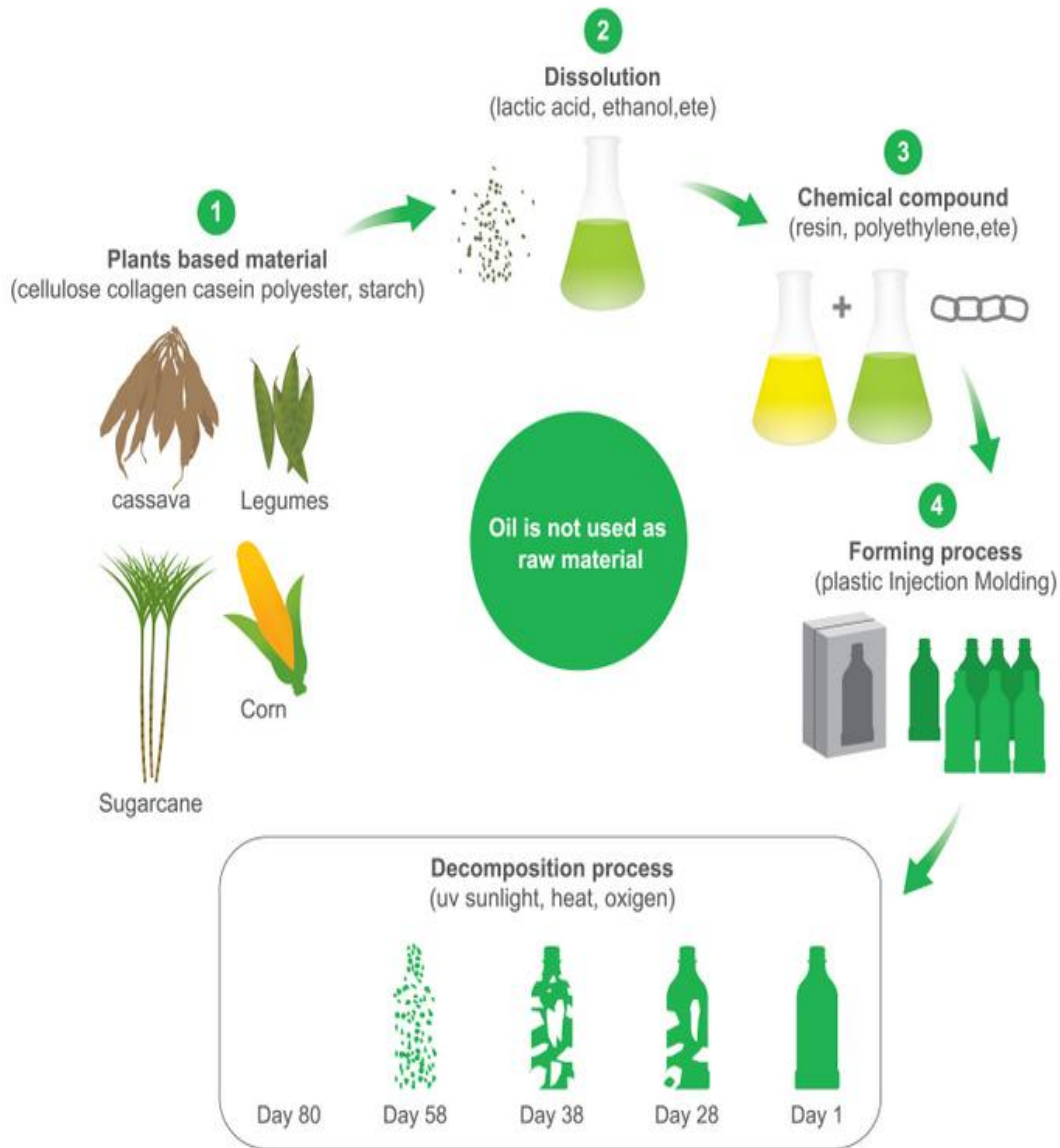 1
Plants based material
(cellulose collagen casein polyester, starch)
cassava
Legumes
Sugarcane
Corn
2
Dissolution
(lactic acid, ethanol,ete)
3
Chemical compound
(resin, polyethylene,ete)
+
4
Forming process
(plastic Injection Molding)
Oil is not used as
raw material
Decomposition process
(uv sunlight, heat, oxigen)
Day 80
Day 58
Day 38
Day 28
Day 1